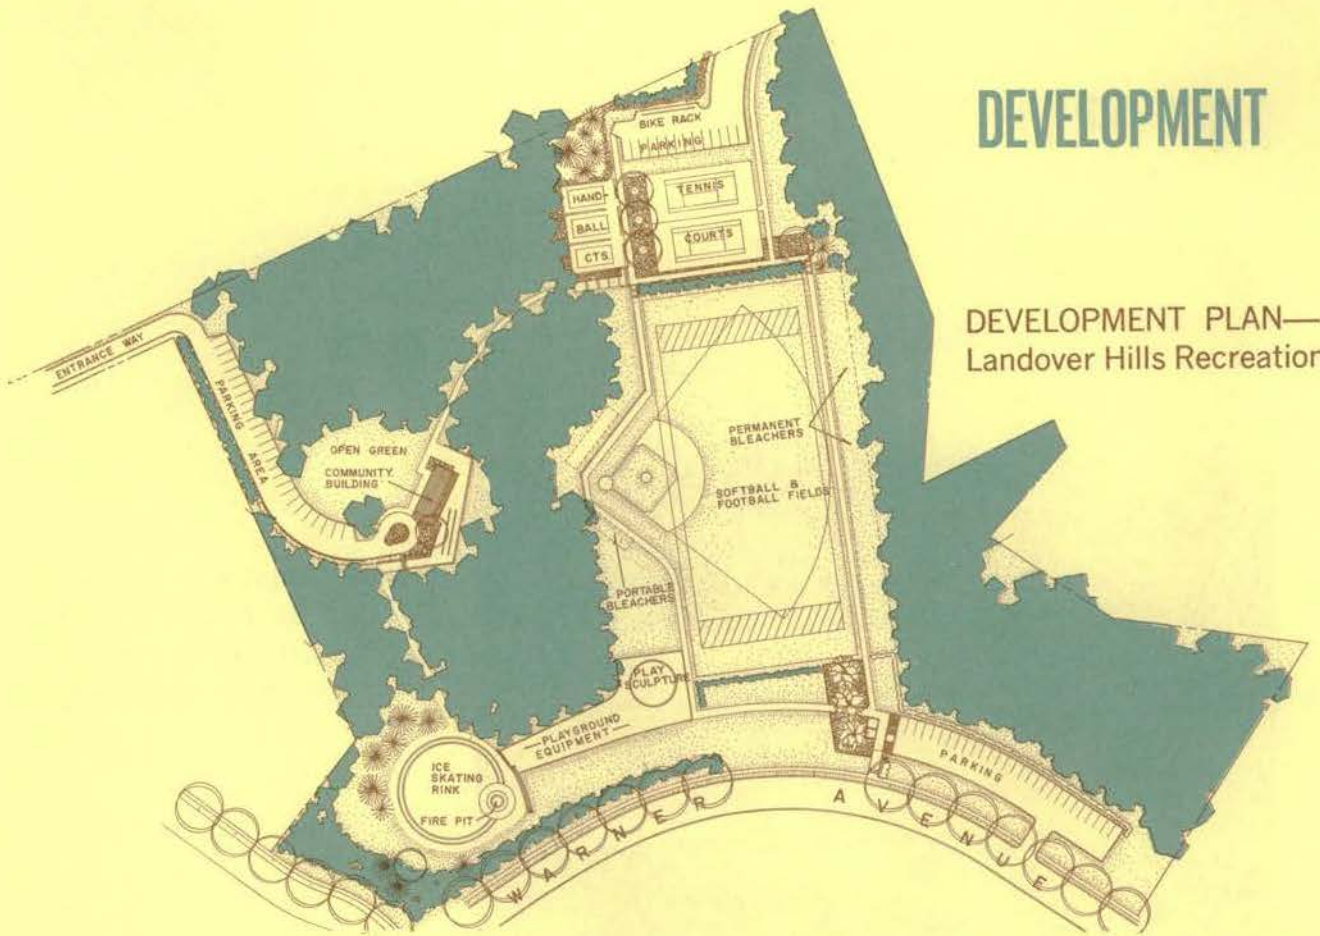 DEVELOPMENT
DEVELOPMENT PLAN—
Landover Hills Recreation
BIKE RACK
PARKING
HAND-
BALL
CTS.
TENNIS
COURTS
ENTRANCE WAY
PARKING
AREA
OPEN GREEN
COMMUNITY
BUILDING
PERMANENT
BLEACHERS
SOFTBALL &
FOOTBALL FIELDS
PORTABLE
BLEACHERS
PLAY
SCULPTURE
—PLAYGROUND
EQUIPMENT—
ICE
SKATING
RINK
FIRE PIT
PARKING
WARNER AVENUE